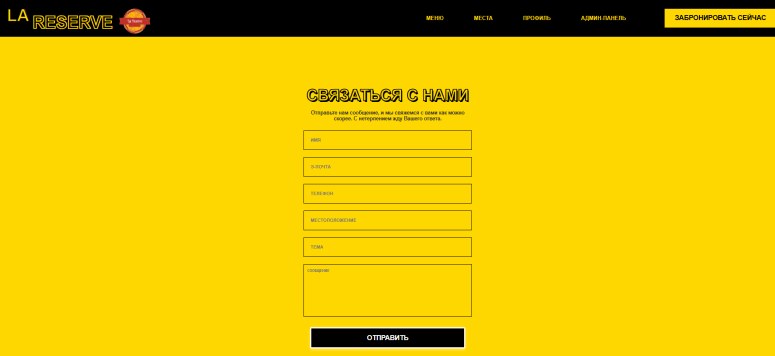 LA RESERVE
МЕНЮ МЕСТА ПРОФИЛЬ АДМИН ПАНЕЛЬ ЗАБРОНИРОВАТЬ СЕЙЧАС
СВЯЗАТЬСЯ С НАМИ
Отправьте нам сообщение, и мы свяжемся с вами как можно
скорее. С нетерпением жду Вашего ответа.
ИМЯ
Э-ПОЧТА
ТЕЛЕФОН
МЕСТОПОЛОЖЕНИЕ
ТЕМА
СООБЩЕНИЕ
ОТПРАВИТЬ